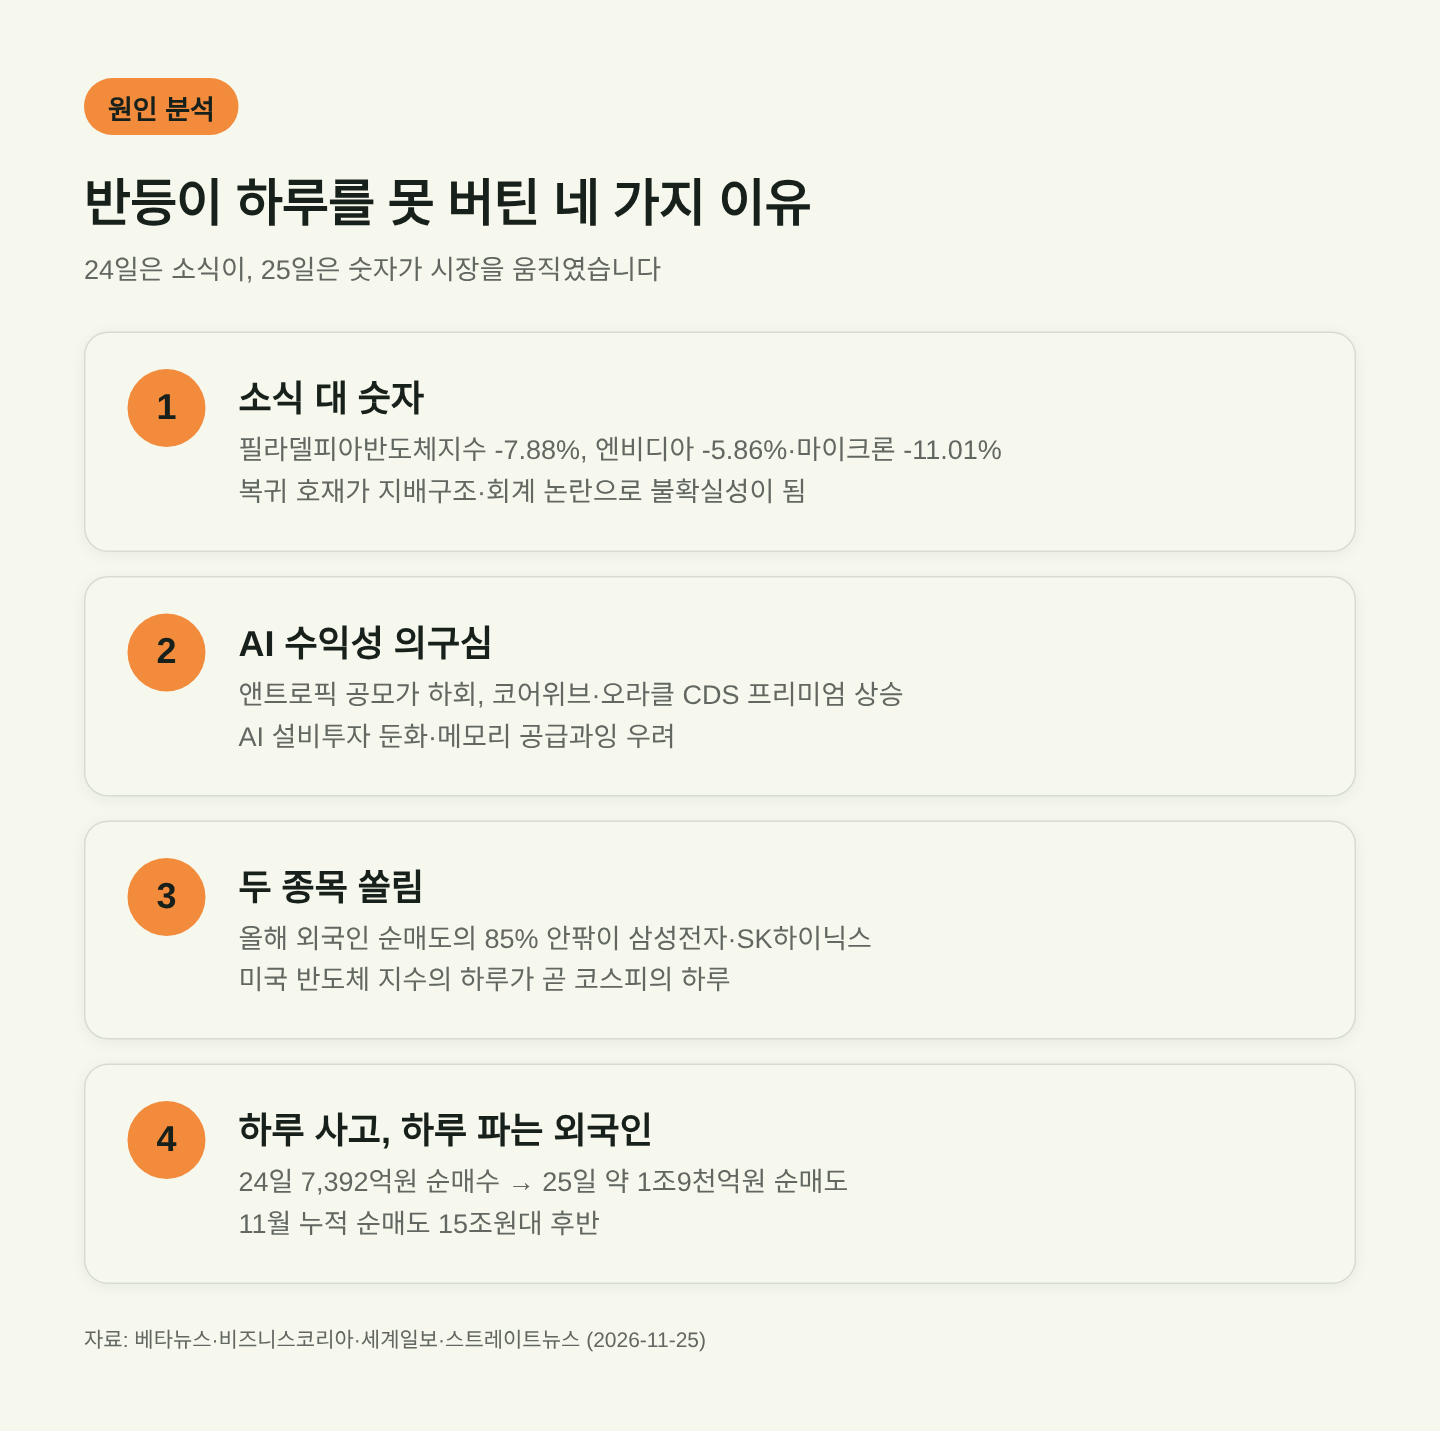 원인 분석
반등이 하루를 못 버틴 네 가지 이유
24일은 소식이, 25일은 숫자가 시장을 움직였습니다
1
소식 대 숫자
필라델피아반도체지수 -7.88%, 엔비디아 -5.86%·마이크론 -11.01%
복귀 호재가 지배구조·회계 논란으로 불확실성이 됨
2
AI 수익성 의구심
앤트로픽 공모가 하회, 코어위브·오라클 CDS 프리미엄 상승
AI 설비투자 둔화·메모리 공급과잉 우려
3
두 종목 쏠림
올해 외국인 순매도의 85% 안팎이 삼성전자·SK하이닉스
미국 반도체 지수의 하루가 곧 코스피의 하루
4
하루 사고, 하루 파는 외국인
24일 7,392억원 순매수 → 25일 약 1조9천억원 순매도
11월 누적 순매도 15조원대 후반
자료: 베타뉴스·비즈니스코리아·세계일보·스트레이트뉴스 (2026-11-25)